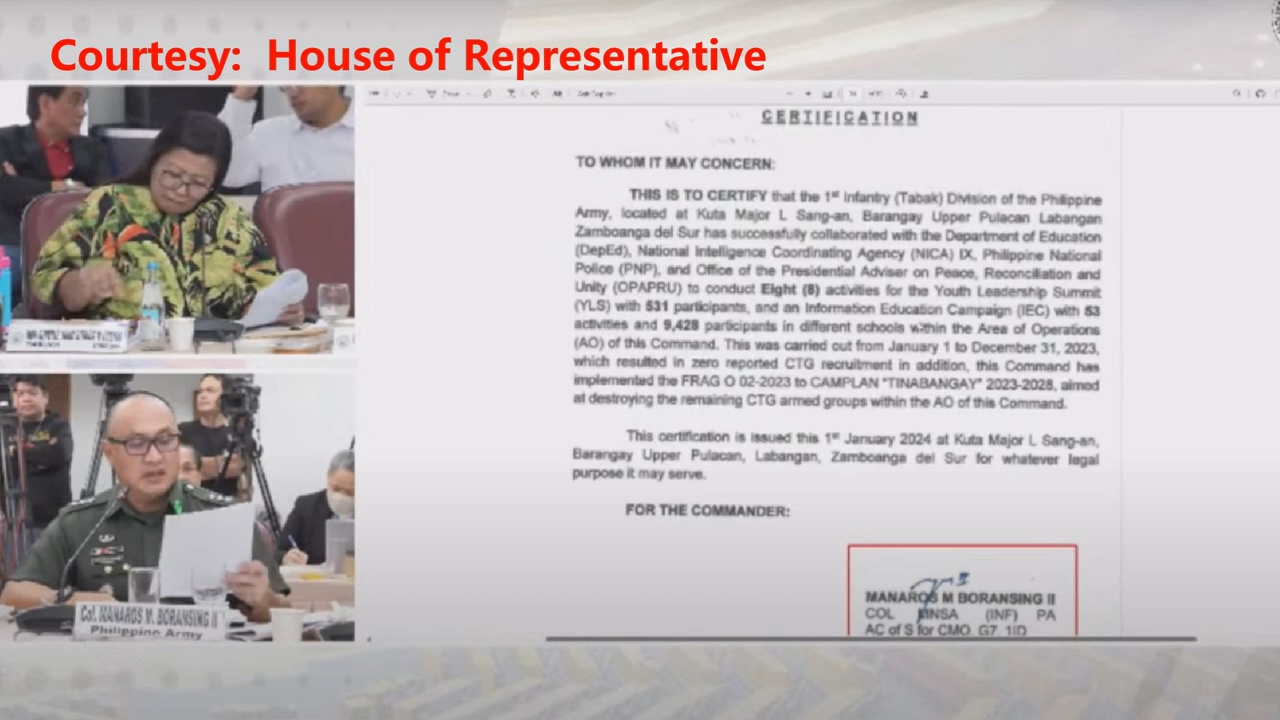 Courtesy: House of Representative
CERTIFICATION
TO WHOM IT MAY CONCERN:
THIS IS TO CERTIFY that the 1st Infantry (Tabak) Division of the Philippine
Army, located at Kuta Major L Sang-an, Barangay Upper Pulacan Labangan
Zamboanga del Sur has successfully collaborated with the Department of Education
(DepEd), National Intelligence Coordinating Agency (NICA) IX, Philippine National
Police (PNP), and Office of the Presidential Adviser on Peace, Reconciliation and
Unity (OPAPRU) to conduct Eight (8) activities for the Youth Leadership Summit
(YLS) with 531 participants, and an Information Education Campaign (IEC) with 53
activities and 9,428 participants in different schools within the Area of Operations
(AO) of this Command. This was carried out from January 1 to December 31, 2023,
which resulted in zero reported CTG recruitment in addition, this Command has
implemented the FRAG O 02-2023 to CAMPLAN "TINABANGAY" 2023-2028, aimed
at destroying the remaining CTG armed groups within the AO of this Command.
This certification is issued this 1st January 2024 at Kuta Major L Sang-an,
Barangay Upper Pulacan, Labangan, Zamboanga del Sur for whatever legal
purpose it may serve.
FOR THE COMMANDER:
MANAROS M BORANSING II
COL MNSA (INF) PA
AC of S for CMO, G7, 1ID
Col. MANAROS M. BORANSING II
Philippine Army